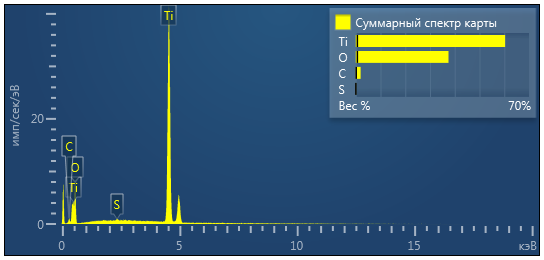 Ti
Суммарный спектр карты
Ti
O
C
S
Вес %
70%
имп/сек/эВ
20
C
O
Ti
S
0
0
5
10
15
кэВ